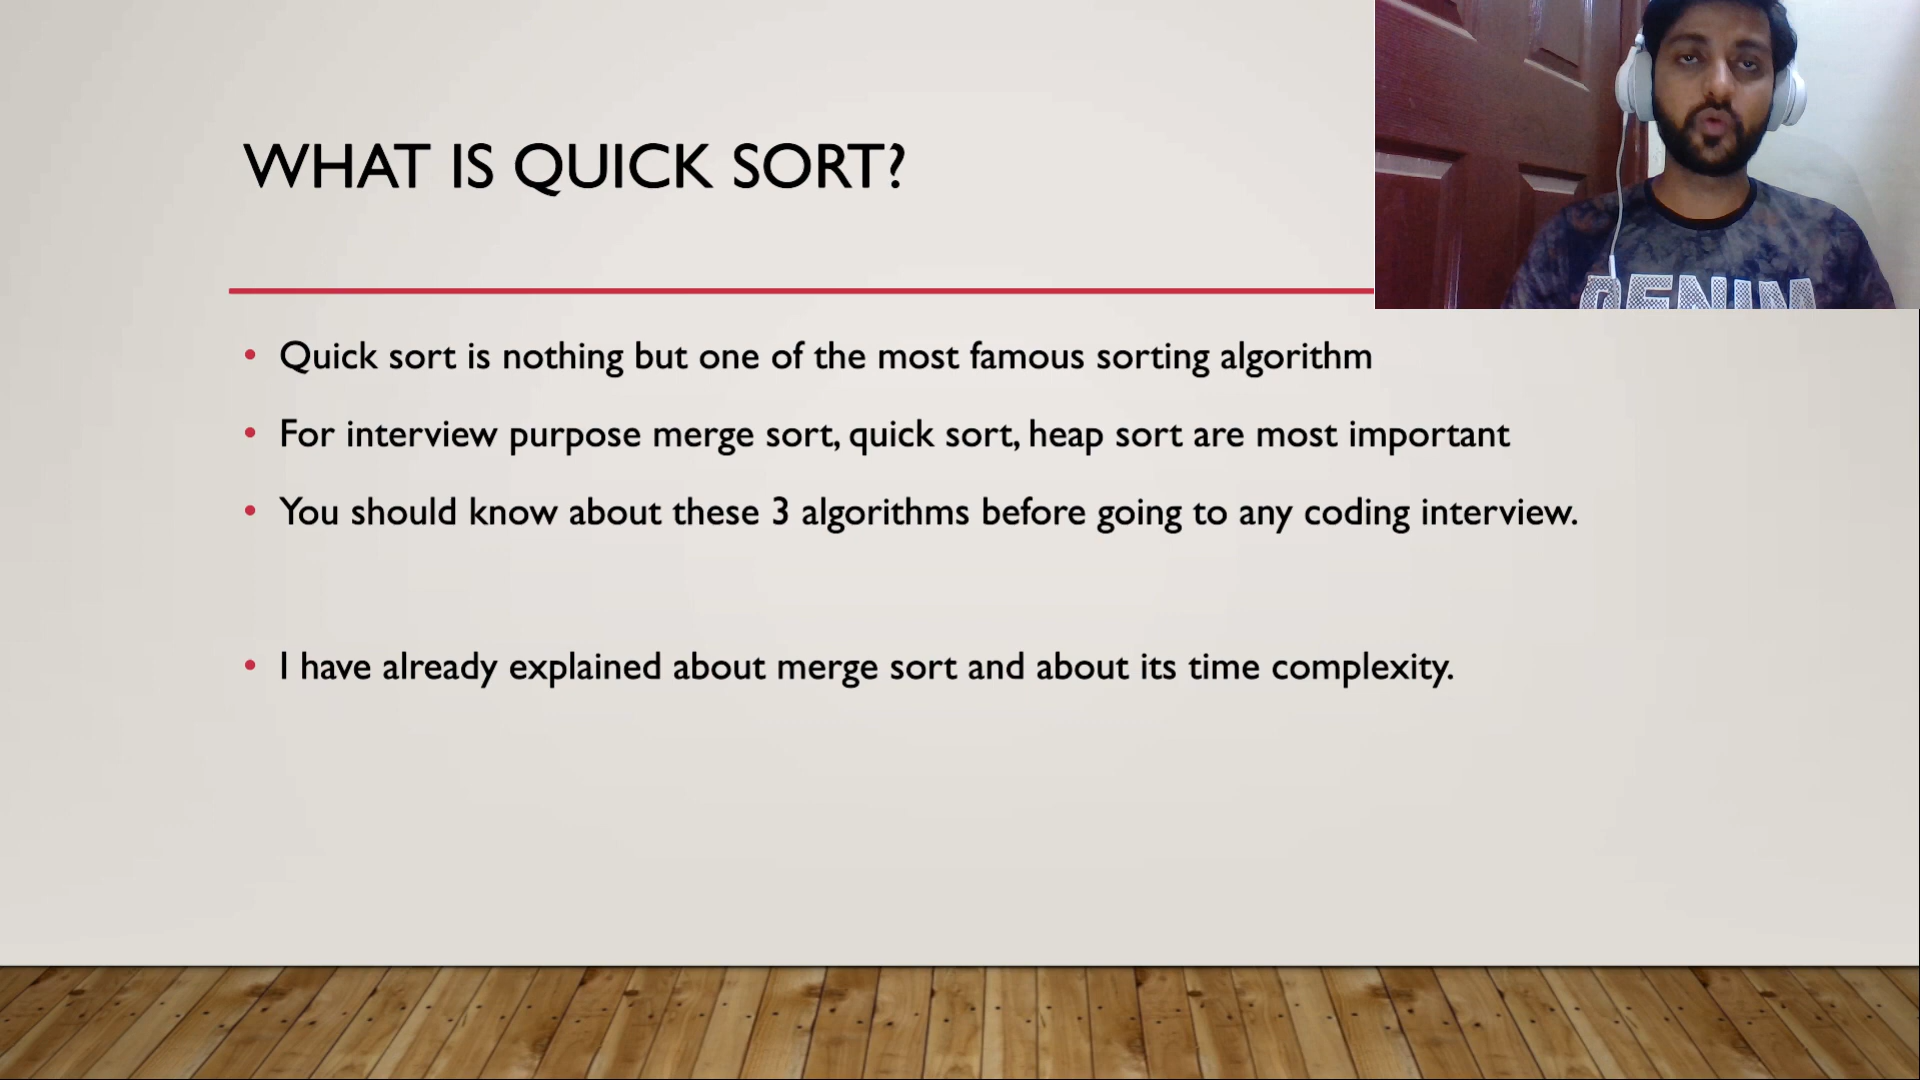 WHAT IS QUICK SORT?
• Quick sort is nothing but one of the most famous sorting algorithm
• For interview purpose merge sort, quick sort, heap sort are most important
• You should know about these 3 algorithms before going to any coding interview.
• I have already explained about merge sort and about its time complexity.
DENIM